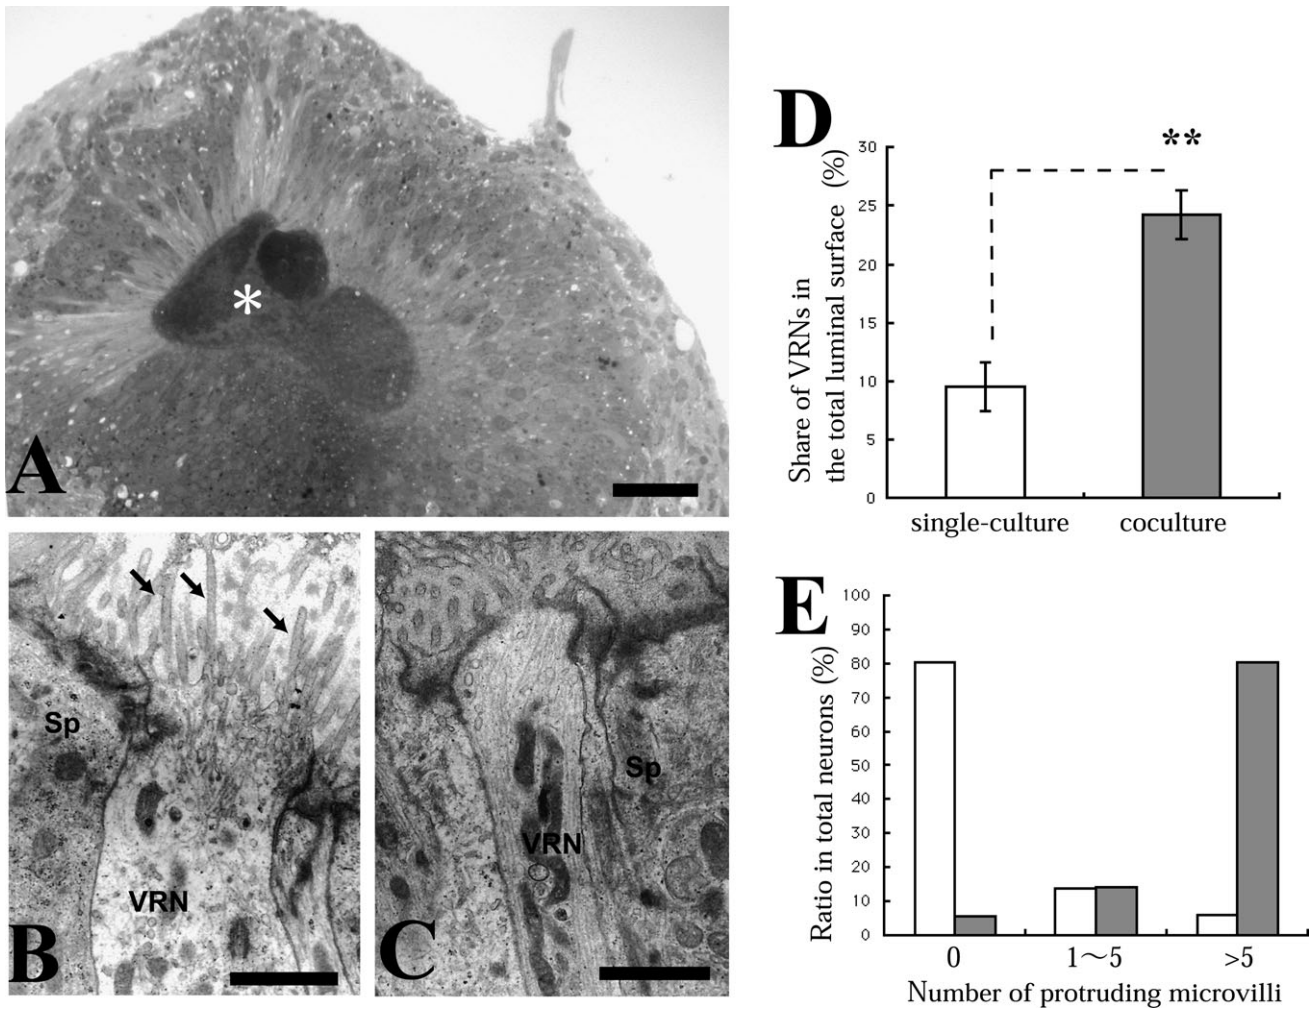 *
A
Sp
VRN
B
Sp
VRN
C
D
Share of VRNs in
the total luminal surface (%)
30
25
20
15
10
5
0
**
single-culture coculture
E
Ratio in total neurons (%)
100
90
80
70
60
50
40
30
20
10
0
0 1～5 >5
Number of protruding microvilli